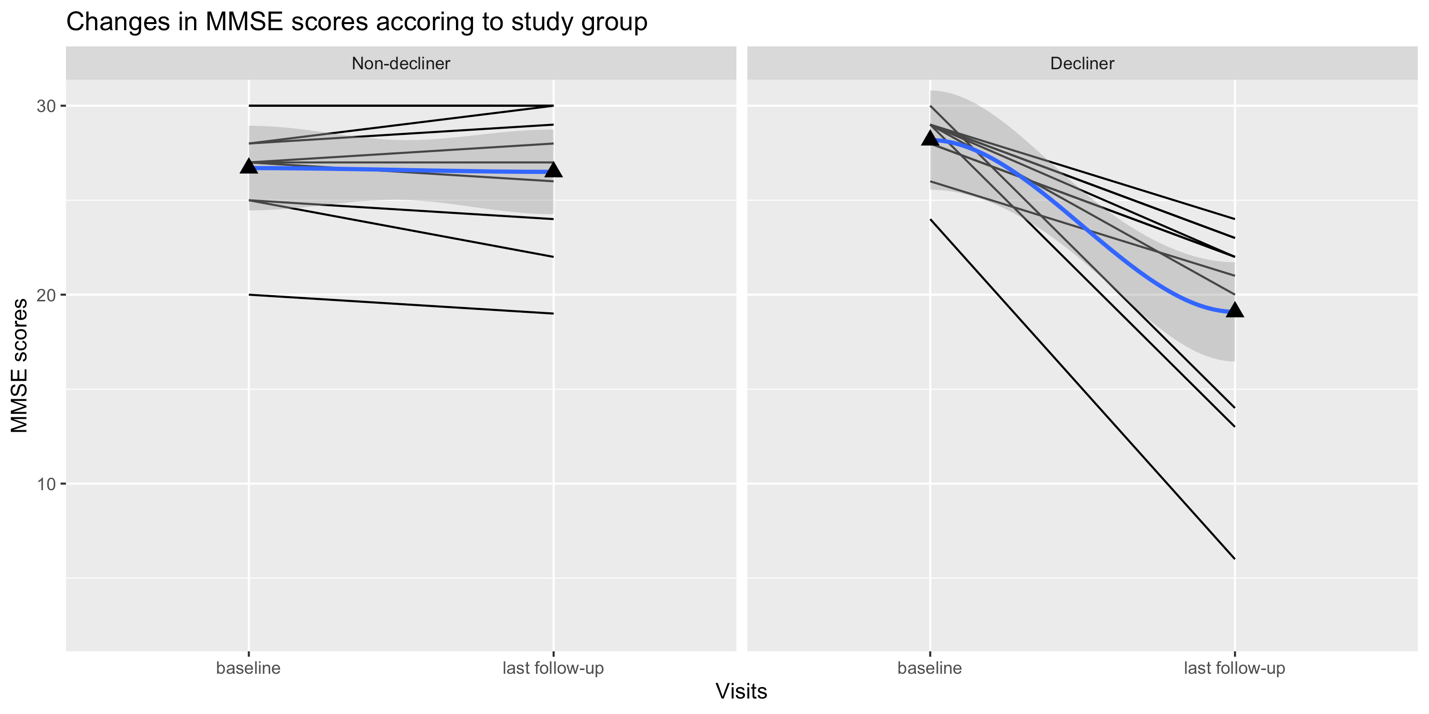 Changes in MMSE scores accoring to study group
Non-decliner
Decliner
30
20
10
MMSE scores
baseline
last follow-up
baseline
last follow-up
Visits